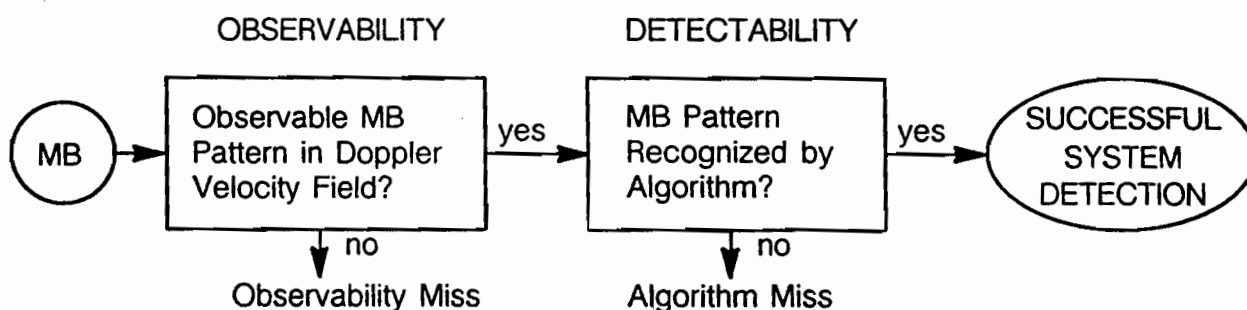 OBSERVABILITY
DETECTABILITY
MB
Observable MB
Pattern in Doppler
Velocity Field?
yes
MB Pattern
Recognized by
Algorithm?
yes
SUCCESSFUL
SYSTEM
DETECTION
no
Observability Miss
no
Algorithm Miss